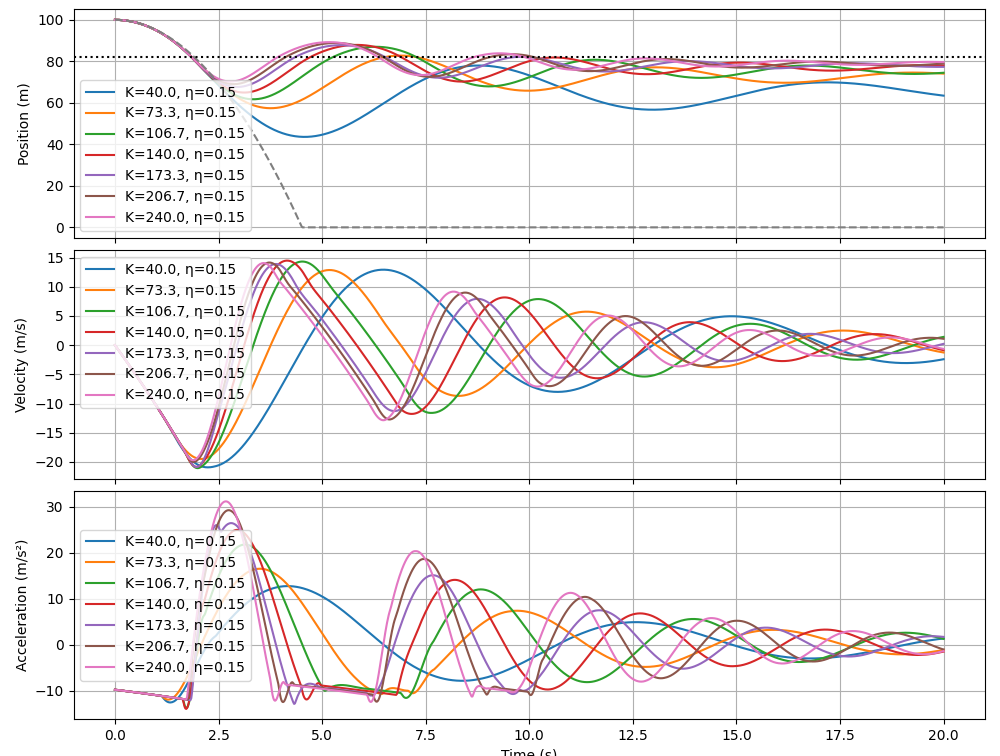 100
80
60
40
20
0
Position (m)
K=40.0, η=0.15
K=73.3, η=0.15
K=106.7, η=0.15
K=140.0, η=0.15
K=173.3, η=0.15
K=206.7, η=0.15
K=240.0, η=0.15
15
10
5
0
−5
−10
−15
−20
Velocity (m/s)
K=40.0, η=0.15
K=73.3, η=0.15
K=106.7, η=0.15
K=140.0, η=0.15
K=173.3, η=0.15
K=206.7, η=0.15
K=240.0, η=0.15
30
20
10
0
−10
Acceleration (m/s²)
K=40.0, η=0.15
K=73.3, η=0.15
K=106.7, η=0.15
K=140.0, η=0.15
K=173.3, η=0.15
K=206.7, η=0.15
K=240.0, η=0.15
0.0 2.5 5.0 7.5 10.0 12.5 15.0 17.5 20.0
Time (s)